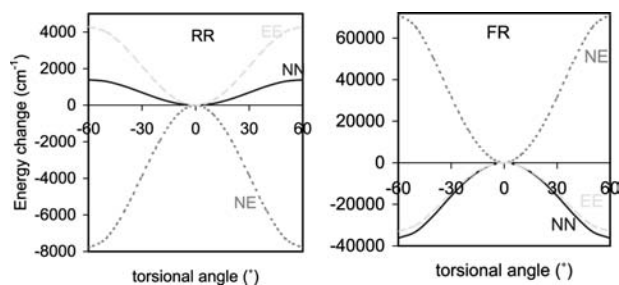 4000
2000
0
-2000
-4000
-6000
-8000
Energy change (cm⁻¹)
RR
EE
NN
NE
-60 -30 0 30 60
torsional angle (˚)
60000
40000
20000
0
-20000
-40000
FR
NE
EE
NN
-60 -30 0 30 60
torsional angle (˚)